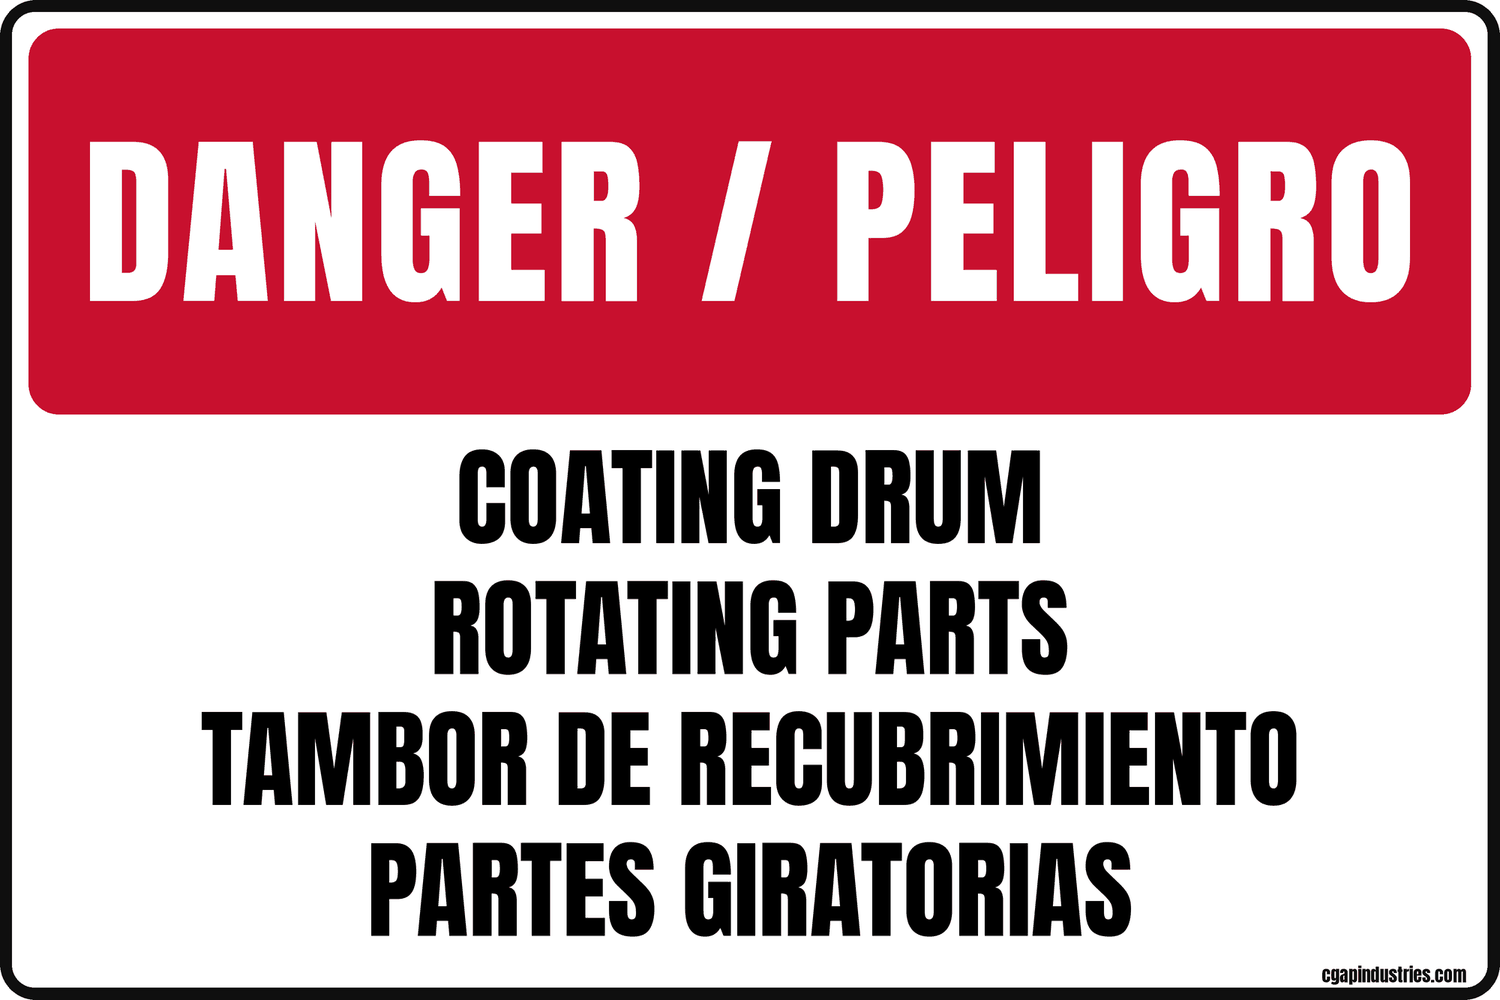 DANGER / PELIGRO
COATING DRUM
ROTATING PARTS
TAMBOR DE RECUBRIMIENTO
PARTES GIRATORIAS
cgapindustries.com